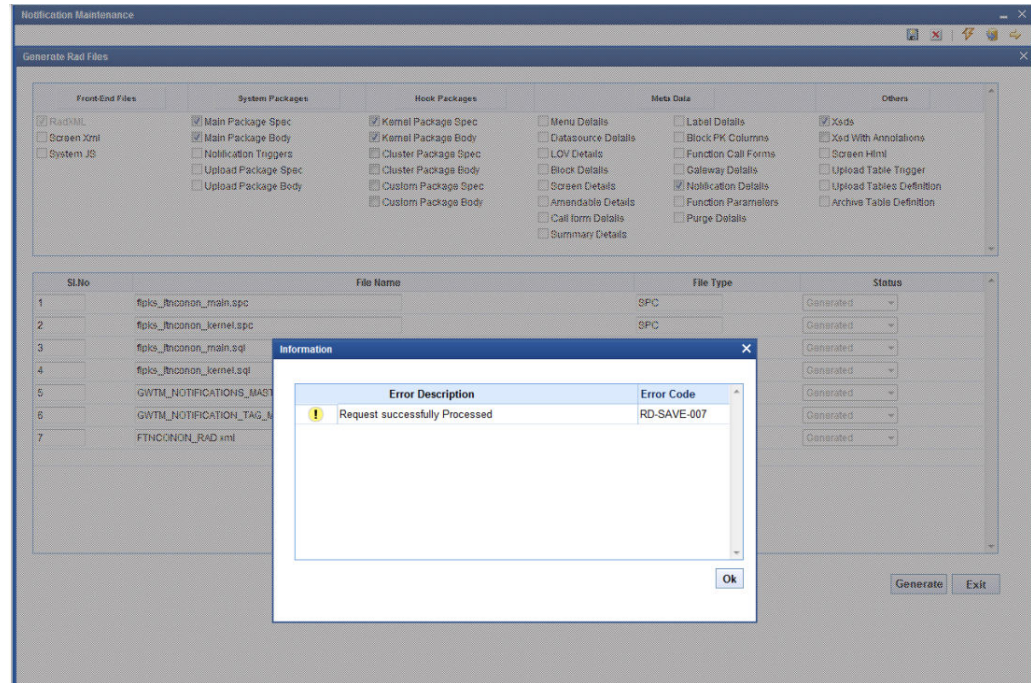 Notification Maintenance
Generate Rad Files
Front-End Files System Packages Hook Packages Meta Data Others
RadXML Main Package Spec Kernel Package Spec Menu Details Label Details Xsds
Screen Xml Main Package Body Kernel Package Body Datasource Details Block PK Columns Xsd With Annotations
System JS Notification Triggers Cluster Package Spec LOV Details Function Call Forms Screen Html
Upload Package Spec Cluster Package Body Block Details Gateway Details Upload Table Trigger
Upload Package Body Custom Package Spec Screen Details Notification Details Upload Tables Definition
Custom Package Body Amendable Details Function Parameters Archive Table Definition
Call form Details Purge Details
Summary Details
Sl.No File Name File Type Status
1 ftpks_ftnconon_main.spc SPC Generated
2 ftpks_ftnconon_kernel.spc SPC Generated
3 ftpks_ftnconon_main.sql Generated
4 ftpks_ftnconon_kernel.sql Generated
5 GWTM_NOTIFICATIONS_MAST Generated
6 GWTM_NOTIFICATION_TAG_M Generated
7 FTNCONON_RAD.xml Generated
Information
Error Description Error Code
Request successfully Processed RD-SAVE-007
Ok
Generate Exit